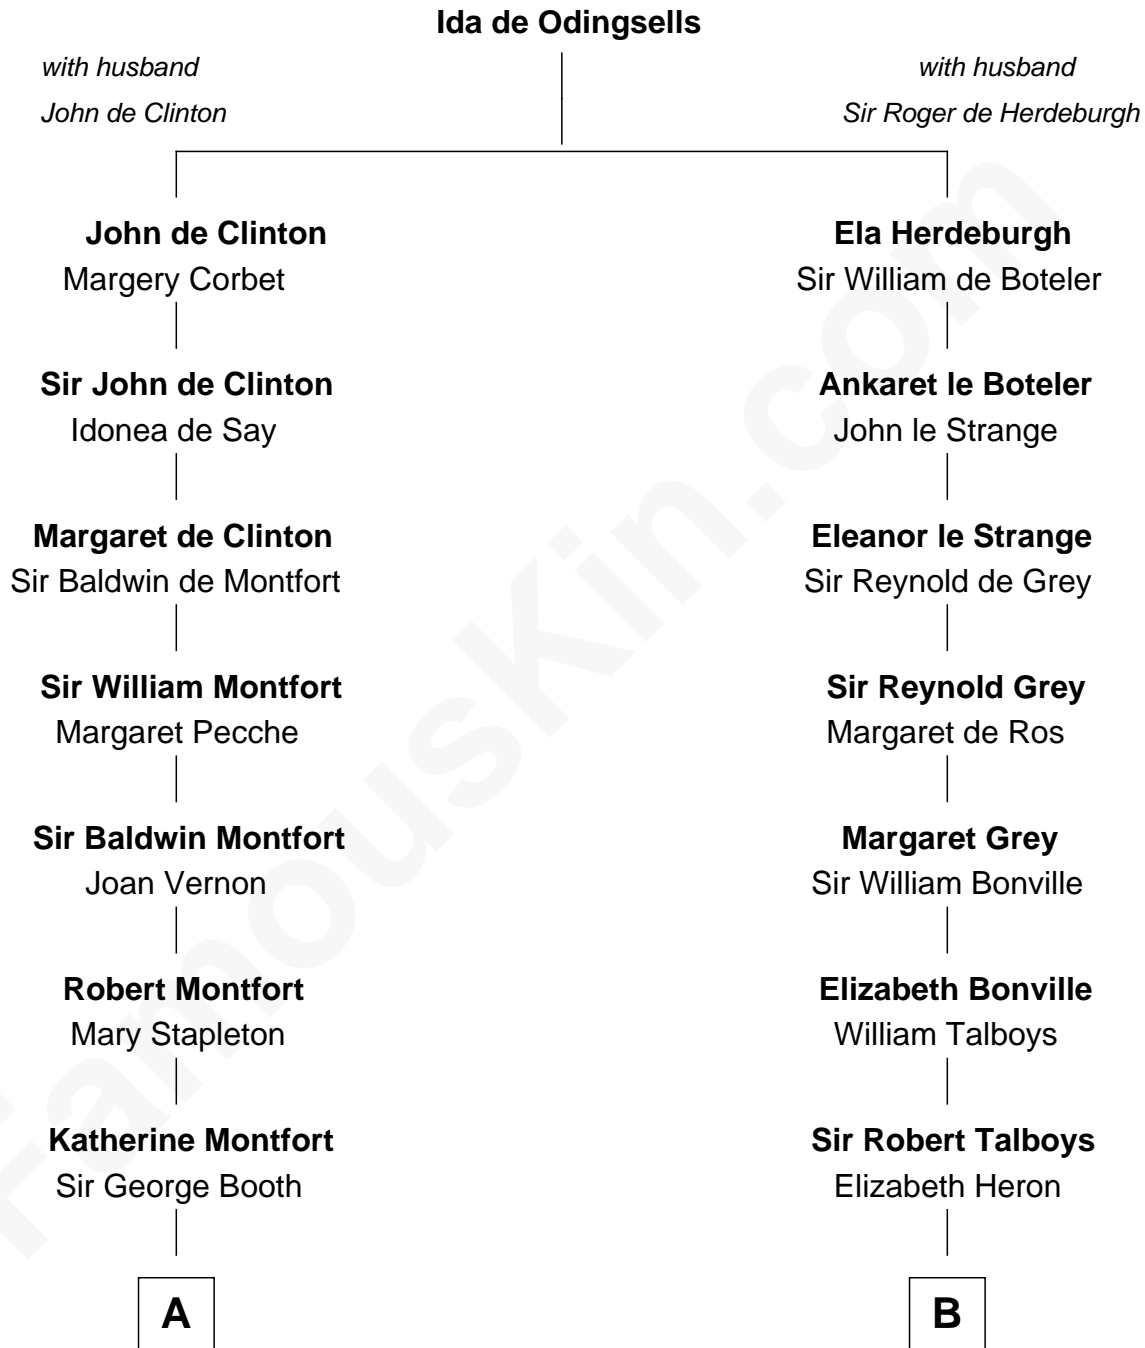 Ida de Odingsells
with husband
John de Clinton
with husband
Sir Roger de Herdeburgh
John de Clinton
Margery Corbet
Ela Herdeburgh
Sir William de Boteler
Sir John de Clinton
Idonea de Say
Ankaret le Boteler
John le Strange
Margaret de Clinton
Sir Baldwin de Montfort
Eleanor le Strange
Sir Reynold de Grey
Sir William Montfort
Margaret Pecche
Sir Reynold Grey
Margaret de Ros
Sir Baldwin Montfort
Joan Vernon
Margaret Grey
Sir William Bonville
Robert Montfort
Mary Stapleton
Elizabeth Bonville
William Talboys
Katherine Montfort
Sir George Booth
Sir Robert Talboys
Elizabeth Heron
A
B
FamousKin.com